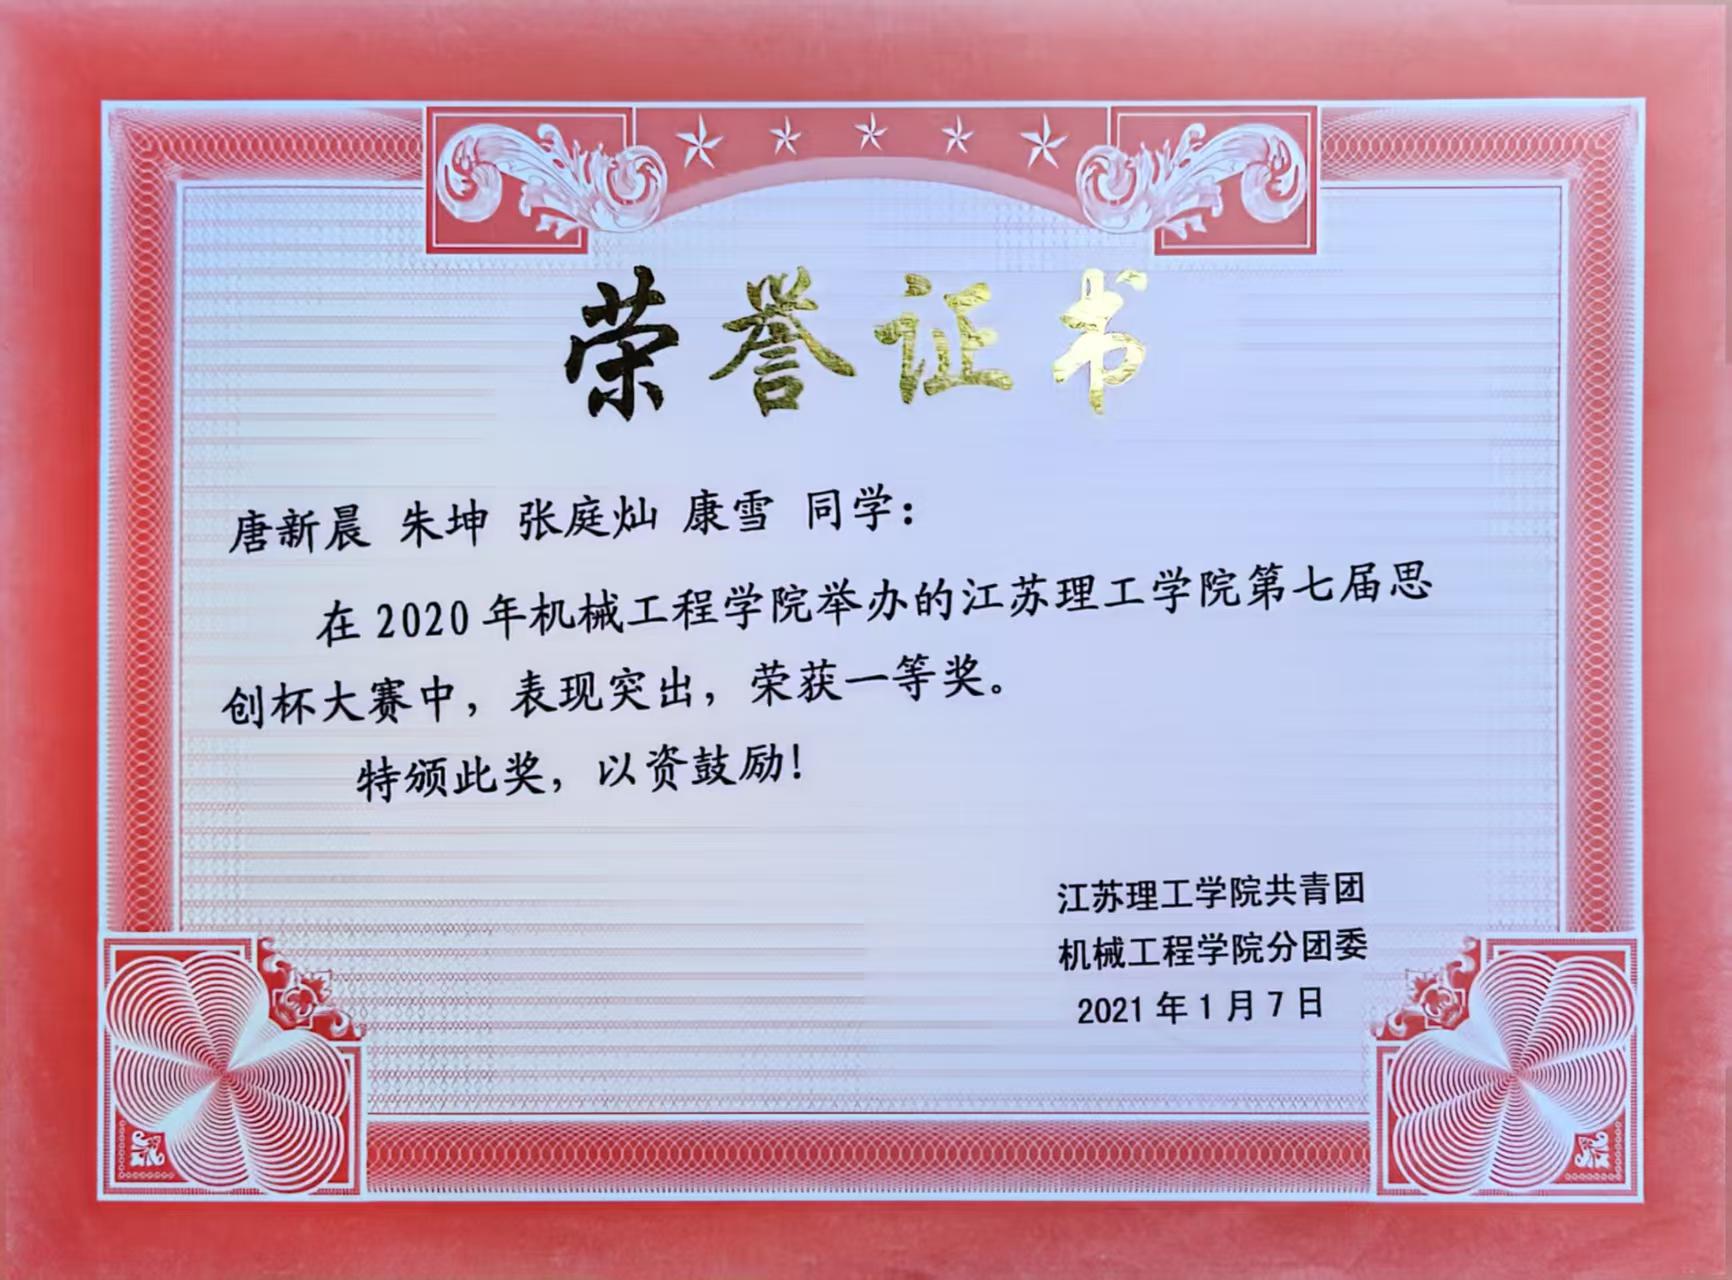 荣誉证书
唐新晨 朱坤 张庭灿 康雪 同学：
在 2020 年机械工程学院举办的江苏理工学院第七届思
创杯大赛中，表现突出，荣获一等奖。
特颁此奖，以资鼓励！
江苏理工学院共青团
机械工程学院分团委
2021 年 1 月 7 日